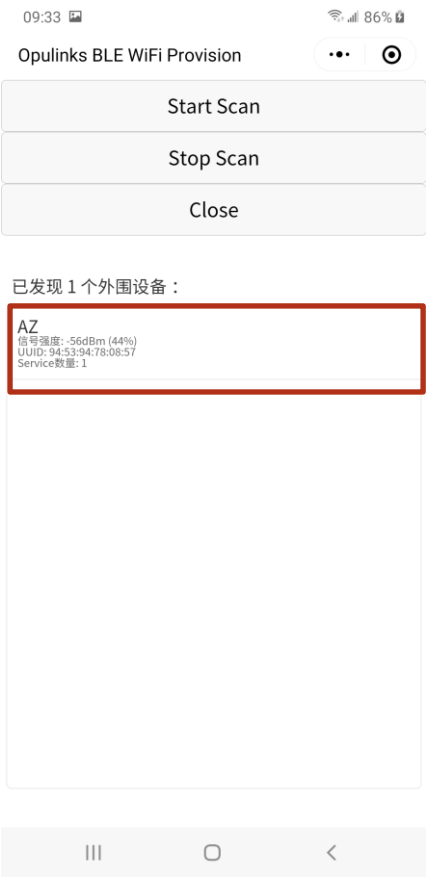 09:33 86%
Opulinks BLE WiFi Provision
Start Scan
Stop Scan
Close
已发现 1 个外围设备：
AZ
信号强度: -56dBm (44%)
UUID: 94:53:94:78:08:57
Service数量: 1